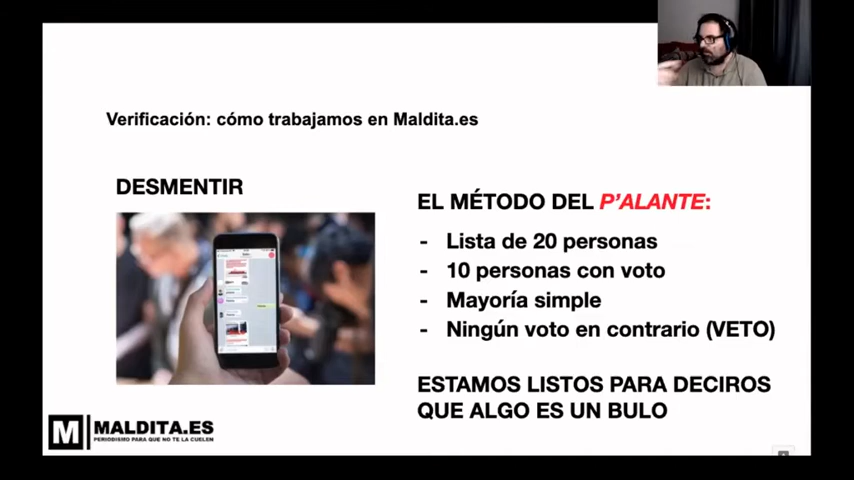 Verificación: cómo trabajamos en Maldita.es
DESMENTIR
EL MÉTODO DEL P'ALANTE:
- Lista de 20 personas
- 10 personas con voto
- Mayoría simple
- Ningún voto en contrario (VETO)
ESTAMOS LISTOS PARA DECIROS
QUE ALGO ES UN BULO
M MALDITA.ES
PERIODISMO PARA QUE NO TE LA CUELEN